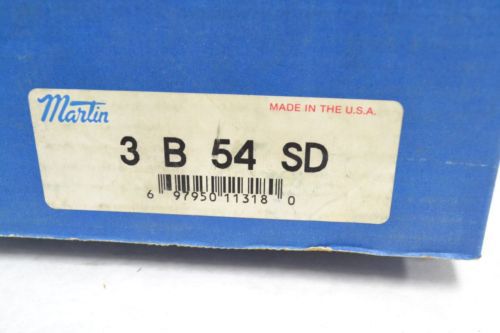 Martin
MADE IN THE U.S.A.
3 B 54 SD
6 97950 11318 0